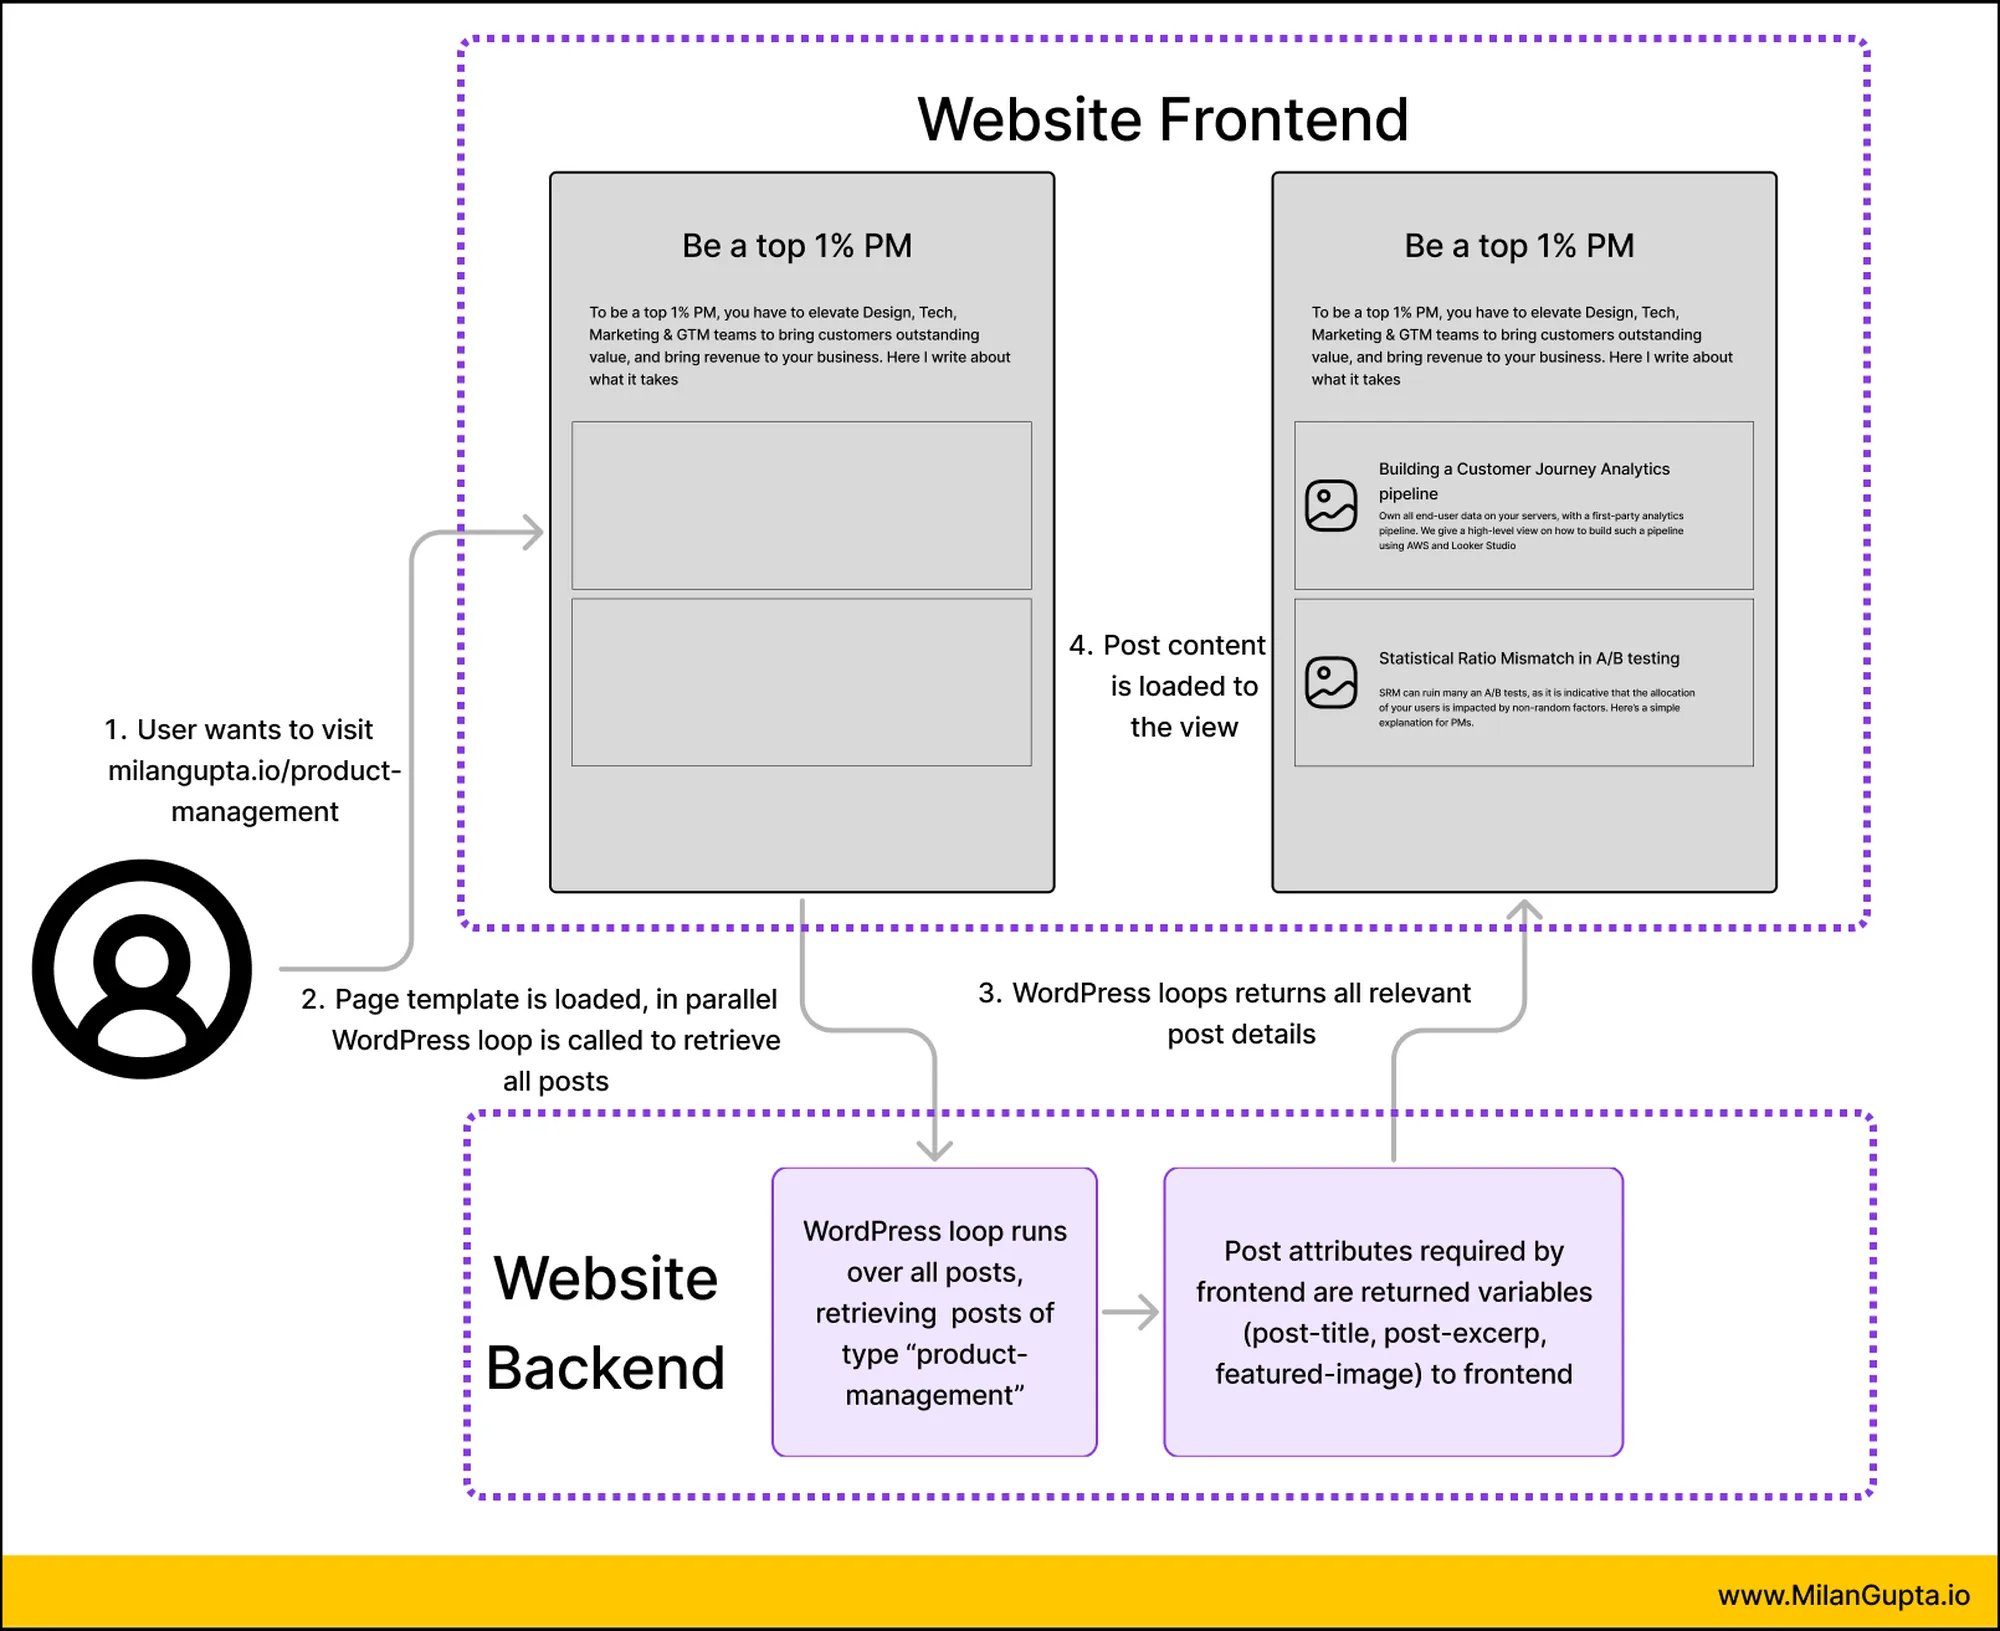 Website Frontend
Be a top 1% PM
To be a top 1% PM, you have to elevate Design, Tech,
Marketing & GTM teams to bring customers outstanding
value, and bring revenue to your business. Here I write about
what it takes
Be a top 1% PM
To be a top 1% PM, you have to elevate Design, Tech,
Marketing & GTM teams to bring customers outstanding
value, and bring revenue to your business. Here I write about
what it takes
Building a Customer Journey Analytics
pipeline
Own all end-user data on your servers, with a first-party analytics
pipeline. We give a high-level view on how to build such a pipeline
using AWS and Looker Studio
Statistical Ratio Mismatch in A/B testing
SRM can ruin many an A/B tests, as it is indicative that the allocation
of your users is impacted by non-random factors. Here's a simple
explanation for PMs.
1. User wants to visit
milangupta.io/product-
management
2. Page template is loaded, in parallel
WordPress loop is called to retrieve
all posts
3. WordPress loops returns all relevant
post details
4. Post content
is loaded to
the view
Website
Backend
WordPress loop runs
over all posts,
retrieving posts of
type “product-
management”
Post attributes required by
frontend are returned variables
(post-title, post-excerp,
featured-image) to frontend
www.MilanGupta.io